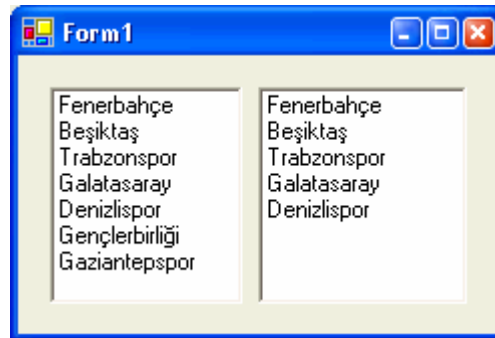 Form1
Fenerbahçe
Beşiktaş
Trabzonspor
Galatasaray
Denizlispor
Gençlerbirliği
Gaziantepspor
Fenerbahçe
Beşiktaş
Trabzonspor
Galatasaray
Denizlispor